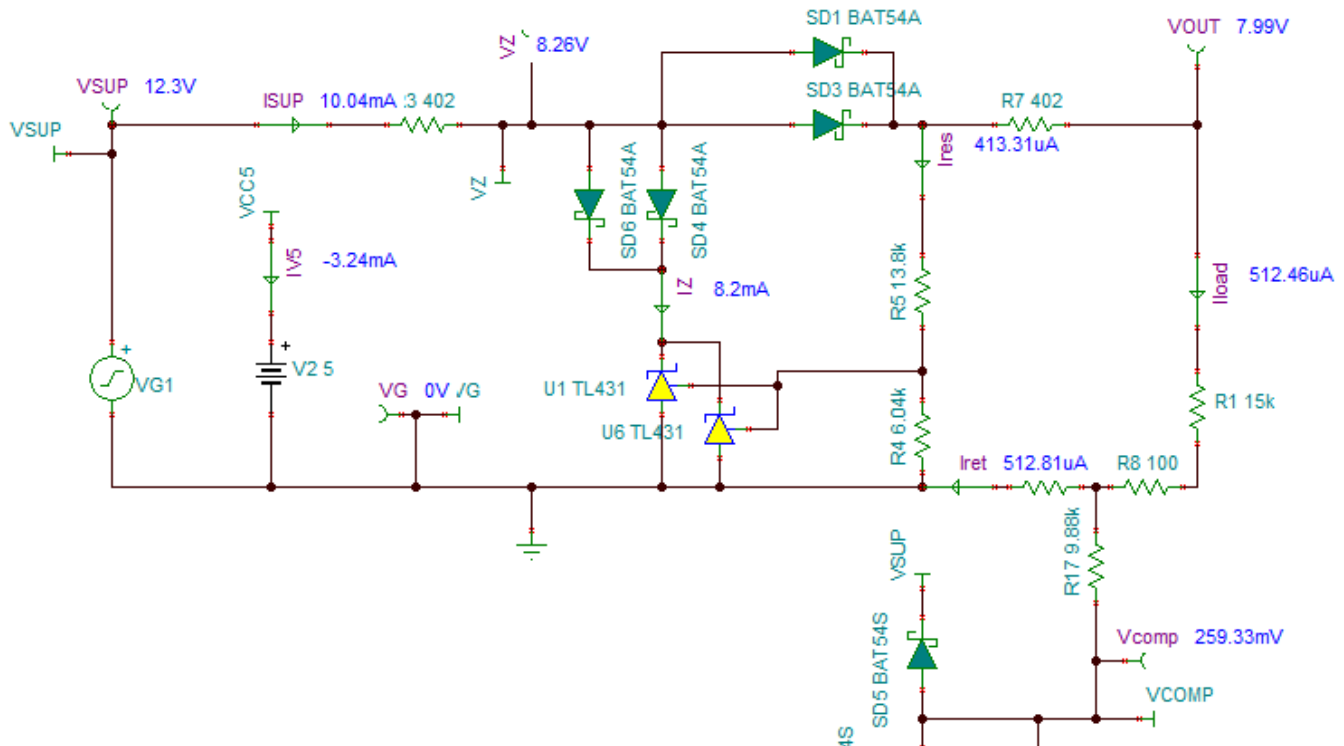 SD1 BAT54A
VOUT 7.99V
VZ 8.26V
VSUP 12.3V
ISUP 10.04mA :3 402
SD3 BAT54A
R7 402
VSUP
Ires 413.31uA
VZ
VCC5
SD6 BAT54A
SD4 BAT54A
IV5 -3.24mA
IZ 8.2mA
Iload 512.46uA
R5 13.8k
+
VG1
+
V2 5
VG 0V /G
U1 TL431
U6 TL431
R4 6.04k
R1 15k
Iret 512.81uA
R8 100
R17 9.88k
VSUP
SD5 BAT54S
Vcomp 259.33mV
VCOMP
4S